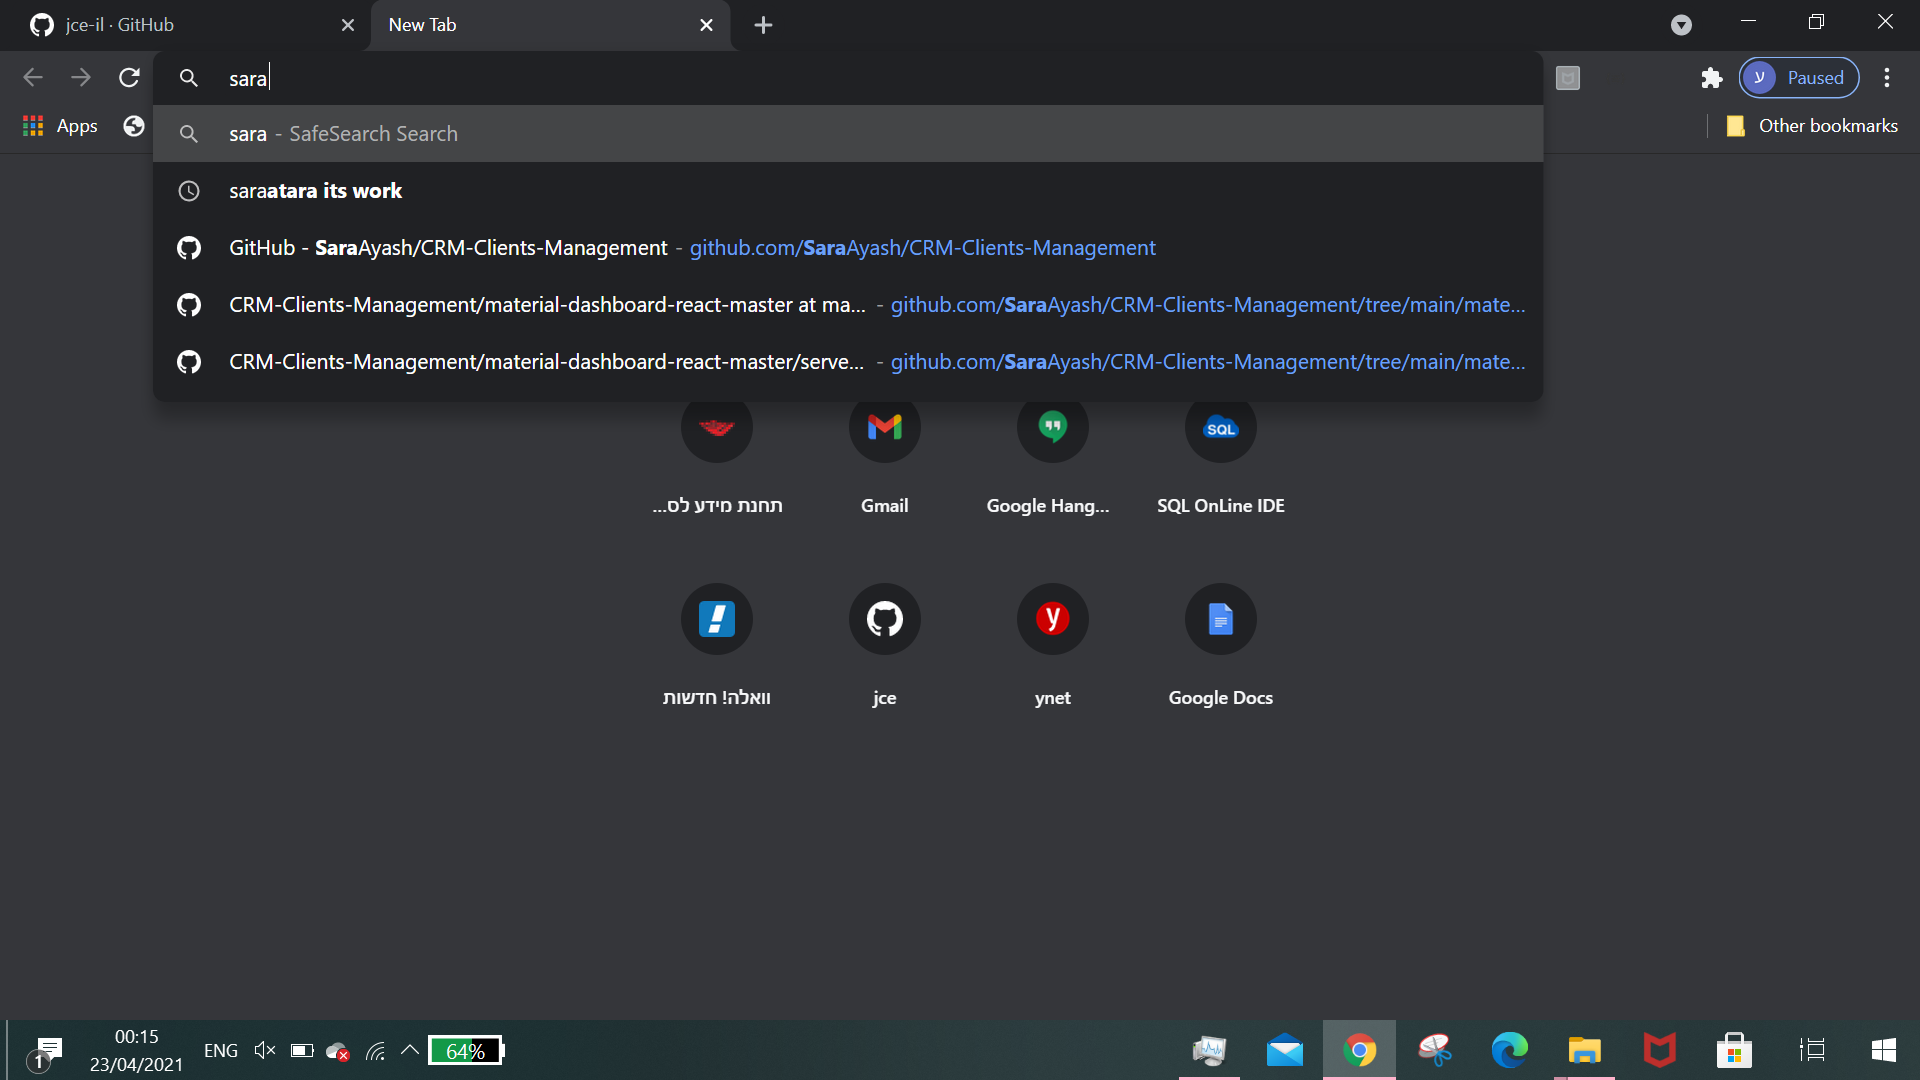 jce-il · GitHub
New Tab
sara
Paused
Apps
Other bookmarks
sara - SafeSearch Search
saraatara its work
GitHub - SaraAyash/CRM-Clients-Management - github.com/SaraAyash/CRM-Clients-Management
CRM-Clients-Management/material-dashboard-react-master at ma... - github.com/SaraAyash/CRM-Clients-Management/tree/main/mate...
CRM-Clients-Management/material-dashboard-react-master/serve... - github.com/SaraAyash/CRM-Clients-Management/tree/main/mate...
SQL
תחנת מידע לס...
Gmail
Google Hang...
SQL OnLine IDE
y
וואלה! חדשות
jce
ynet
Google Docs
1
00:15
23/04/2021
ENG
64%